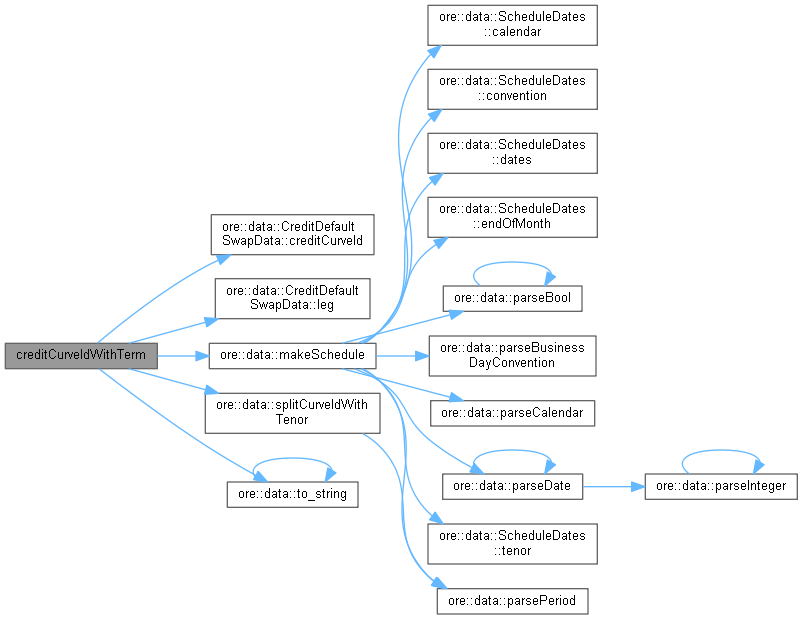 ore::data::ScheduleDates
::calendar
ore::data::ScheduleDates
::convention
ore::data::ScheduleDates
::dates
ore::data::ScheduleDates
::endOfMonth
ore::data::CreditDefault
SwapData::creditCurveId
ore::data::CreditDefault
SwapData::leg
ore::data::parseBool
creditCurveIdWithTerm
ore::data::makeSchedule
ore::data::parseBusiness
DayConvention
ore::data::splitCurveIdWith
Tenor
ore::data::parseCalendar
ore::data::to_string
ore::data::parseDate
ore::data::parseInteger
ore::data::ScheduleDates
::tenor
ore::data::parsePeriod